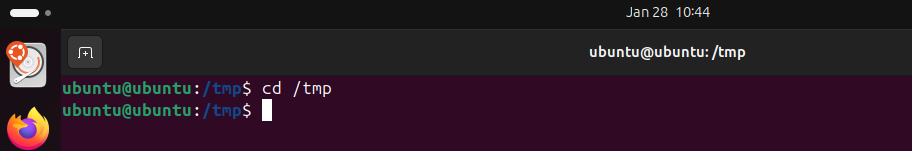 Jan 28 10:44
ubuntu@ubuntu: /tmp
ubuntu@ubuntu:/tmp$ cd /tmp
ubuntu@ubuntu:/tmp$